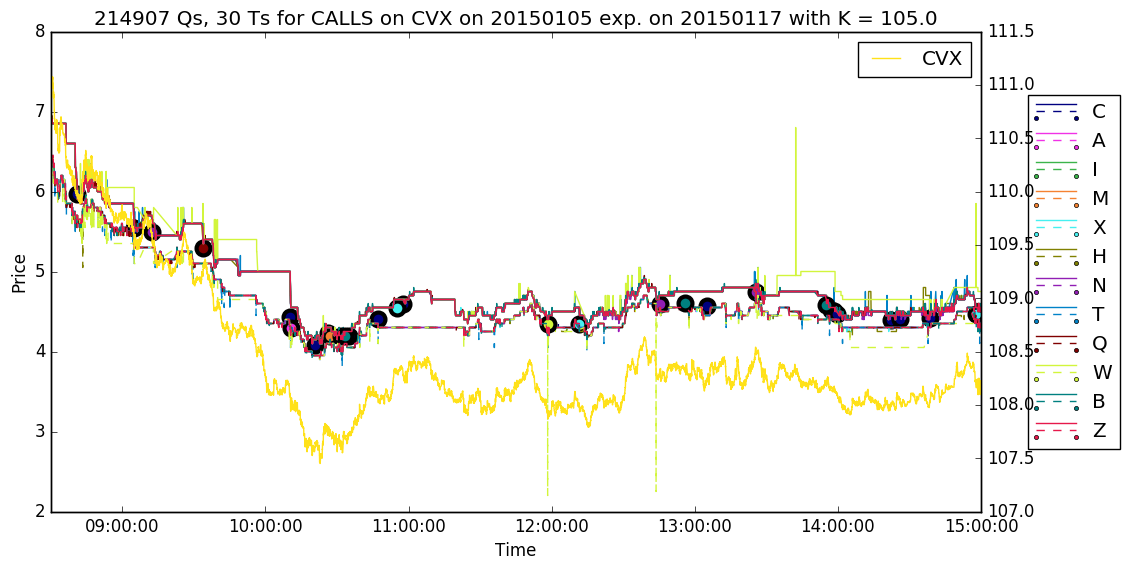 214907 Qs, 30 Ts for CALLS on CVX on 20150105 exp. on 20150117 with K = 105.0
8
7
6
5
4
3
2
Price
111.5
111.0
110.5
110.0
109.5
109.0
108.5
108.0
107.5
107.0
CVX
C
A
I
M
X
H
N
T
Q
W
B
Z
09:00:00 10:00:00 11:00:00 12:00:00 13:00:00 14:00:00 15:00:00
Time